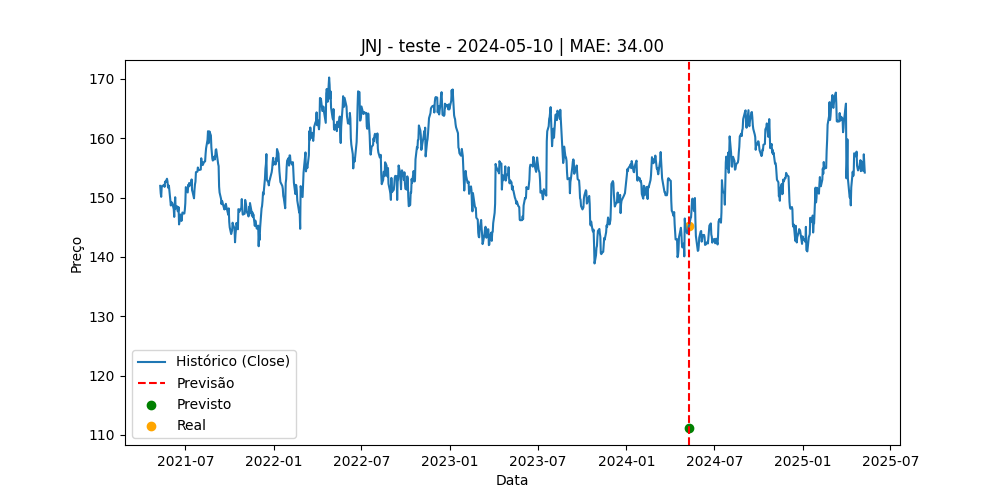 JNJ - teste - 2024-05-10 | MAE: 34.00
Preço
170
160
150
140
130
120
110
Histórico (Close)
Previsão
Previsto
Real
2021-07
2022-01
2022-07
2023-01
2023-07
2024-01
2024-07
2025-01
2025-07
Data